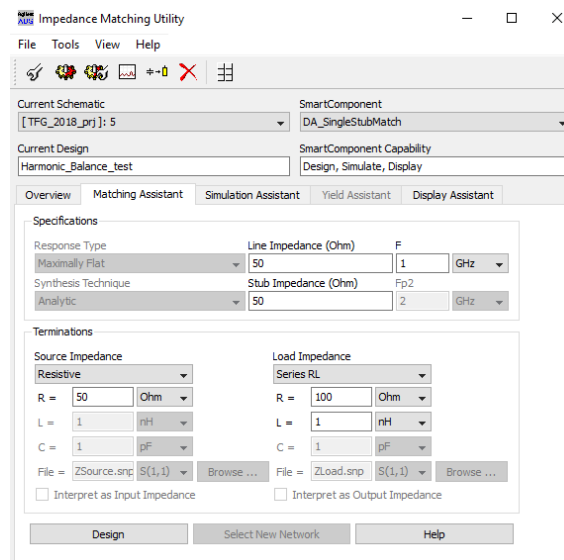 Impedance Matching Utility
File Tools View Help
Current Schematic SmartComponent
[ TFG_2018_prj ]: 5 DA_SingleStubMatch
Current Design SmartComponent Capability
Harmonic_Balance_test Design, Simulate, Display
Overview Matching Assistant Simulation Assistant Yield Assistant Display Assistant
Specifications
Response Type Line Impedance (Ohm) F
Maximally Flat 50 1 GHz
Synthesis Technique Stub Impedance (Ohm) Fp2
Analytic 50 2 GHz
Terminations
Source Impedance Load Impedance
Resistive Series RL
R = 50 Ohm R = 100 Ohm
L = 1 nH L = 1 nH
C = 1 pF C = 1 pF
File = ZSource.snp S(1,1) Browse ... File = ZLoad.snp S(1,1) Browse ...
Interpret as Input Impedance Interpret as Output Impedance
Design Select New Network Help